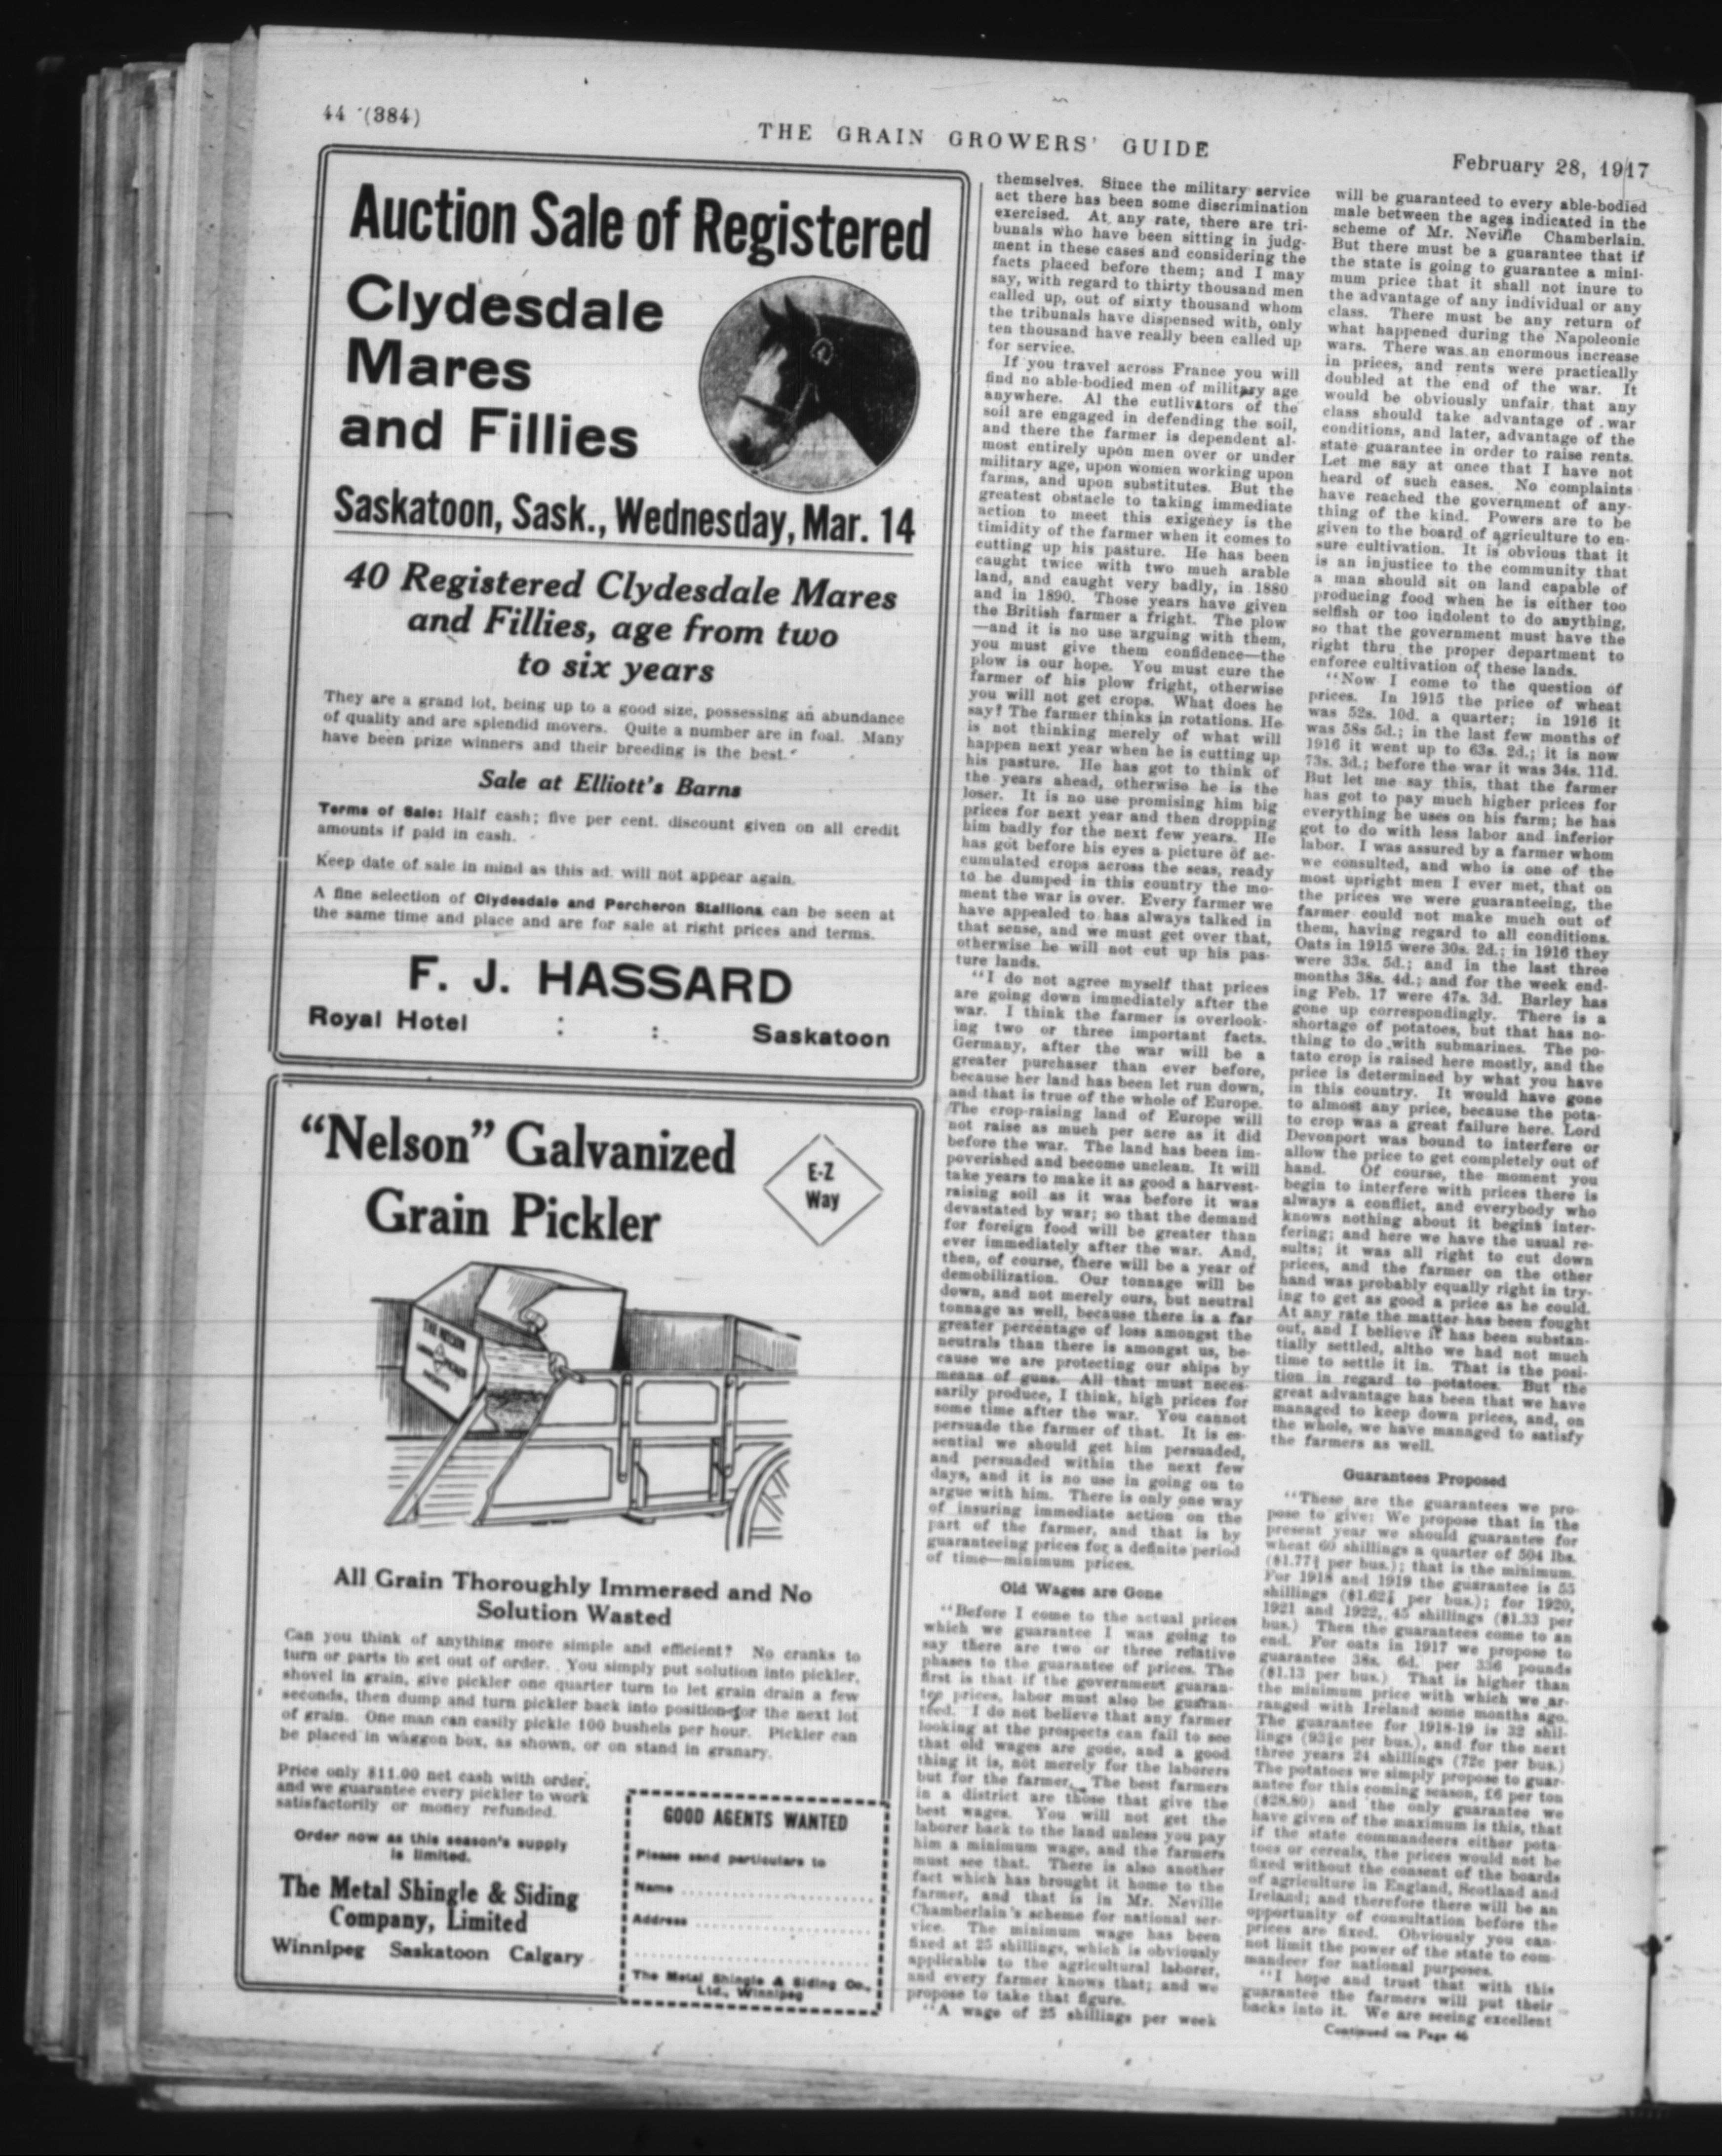 44 (384)
THE GRAIN GROWERS' GUIDE
February 28, 1917
Auction Sale of Registered
Clydesdale
Mares
and Fillies
Saskatoon, Sask., Wednesday, Mar. 14
40 Registered Clydesdale Mares
and Fillies, age from two
to six years
They are a grand lot, being up to a good size, possessing an abundance
of quality and are splendid movers. Quite a number are in foal. Many
have been prize winners and their breeding is the best.
Sale at Elliott's Barns
Terms of Sale: Half cash; five per cent. discount given on all credit
amounts if paid in cash.
Keep date of sale in mind as this ad. will not appear again.
A fine selection of Clydesdale and Percheron Stallions can be seen at
the same time and place and are for sale at right prices and terms.
F. J. HASSARD
Royal Hotel : : Saskatoon
"Nelson" Galvanized
Grain Pickler
E-Z
Way
THE NELSON
All Grain Thoroughly Immersed and No
Solution Wasted
Can you think of anything more simple and efficient? No cranks to
turn or parts to get out of order. You simply put solution into pickler,
shovel in grain, give pickler one quarter turn to let grain drain a few
seconds, then dump and turn pickler back into position for the next lot
of grain. One man can easily pickle 100 bushels per hour. Pickler can
be placed in waggon box, as shown, or on stand in granary.
Price only $11.00 net cash with order,
and we guarantee every pickler to work
satisfactorily or money refunded.
Order now as this season's supply
is limited.
The Metal Shingle & Siding
Company, Limited
Winnipeg Saskatoon Calgary
GOOD AGENTS WANTED
Please send particulars to
Name
Address
The Metal Shingle & Siding Co.,
Ltd., Winnipeg
themselves. Since the military service
act there has been some discrimination
exercised. At any rate, there are tri-
bunals who have been sitting in judg-
ment in these cases and considering the
facts placed before them; and I may
say, with regard to thirty thousand men
called up, out of sixty thousand whom
the tribunals have dispensed with, only
ten thousand have really been called up
for service.
If you travel across France you will
find no able-bodied men of military age
anywhere. Al the cutlivators of the
soil are engaged in defending the soil,
and there the farmer is dependent al-
most entirely upon men over or under
military age, upon women working upon
farms, and upon substitutes. But the
greatest obstacle to taking immediate
action to meet this exigency is the
timidity of the farmer when it comes to
cutting up his pasture. He has been
caught twice with two much arable
land, and caught very badly, in 1880
and in 1890. Those years have given
the British farmer a fright. The plow
—and it is no use arguing with them,
you must give them confidence—the
plow is our hope. You must cure the
farmer of his plow fright, otherwise
you will not get crops. What does he
say? The farmer thinks in rotations. He
is not thinking merely of what will
happen next year when he is cutting up
his pasture. He has got to think of
the years ahead, otherwise he is the
loser. It is no use promising him big
prices for next year and then dropping
him badly for the next few years. He
has got before his eyes a picture of ac-
cumulated crops across the seas, ready
to be dumped in this country the mo-
ment the war is over. Every farmer we
have appealed to has always talked in
that sense, and we must get over that,
otherwise he will not cut up his pas-
ture lands.
"I do not agree myself that prices
are going down immediately after the
war. I think the farmer is overlook-
ing two or three important facts.
Germany, after the war will be a
greater purchaser than ever before,
because her land has been let run down,
and that is true of the whole of Europe.
The crop-raising land of Europe will
not raise as much per acre as it did
before the war. The land has been im-
poverished and become unclean. It will
take years to make it as good a harvest-
raising soil as it was before it was
devastated by war; so that the demand
for foreign food will be greater than
ever immediately after the war. And,
then, of course, there will be a year of
demobilization. Our tonnage will be
down, and not merely ours, but neutral
tonnage as well, because there is a far
greater percentage of loss amongst the
neutrals than there is amongst us, be-
cause we are protecting our ships by
means of guns. All that must neces-
sarily produce, I think, high prices for
some time after the war. You cannot
persuade the farmer of that. It is es-
sential we should get him persuaded,
and persuaded within the next few
days, and it is no use in going on to
argue with him. There is only one way
of insuring immediate action on the
part of the farmer, and that is by
guaranteeing prices for a definite period
of time—minimum prices.
Old Wages are Gone
"Before I come to the actual prices
which we guarantee I was going to
say there are two or three relative
phases to the guarantee of prices. The
first is that if the government guaran-
tee prices, labor must also be guaran-
teed. I do not believe that any farmer
looking at the prospects can fail to see
that old wages are gone, and a good
thing it is, not merely for the laborers
but for the farmer. The best farmers
in a district are those that give the
best wages. You will not get the
laborer back to the land unless you pay
him a minimum wage, and the farmers
must see that. There is also another
fact which has brought it home to the
farmer, and that is in Mr. Neville
Chamberlain's scheme for national ser-
vice. The minimum wage has been
fixed at 25 shillings, which is obviously
applicable to the agricultural laborer,
and every farmer knows that; and we
propose to take that figure.
"A wage of 25 shillings per week
will be guaranteed to every able-bodied
male between the ages indicated in the
scheme of Mr. Neville Chamberlain.
But there must be a guarantee that if
the state is going to guarantee a mini-
mum price that it shall not inure to
the advantage of any individual or any
class. There must be any return of
what happened during the Napoleonic
wars. There was an enormous increase
in prices, and rents were practically
doubled at the end of the war. It
would be obviously unfair that any
class should take advantage of war
conditions, and later, advantage of the
state guarantee in order to raise rents.
Let me say at once that I have not
heard of such cases. No complaints
have reached the government of any-
thing of the kind. Powers are to be
given to the board of agriculture to en-
sure cultivation. It is obvious that it
is an injustice to the community that
a man should sit on land capable of
producing food when he is either too
selfish or too indolent to do anything,
so that the government must have the
right thru the proper department to
enforce cultivation of these lands.
"Now I come to the question of
prices. In 1915 the price of wheat
was 52s. 10d. a quarter; in 1916 it
was 58s 5d.; in the last few months of
1916 it went up to 63s. 2d.; it is now
73s. 3d.; before the war it was 34s. 11d.
But let me say this, that the farmer
has got to pay much higher prices for
everything he uses on his farm; he has
got to do with less labor and inferior
labor. I was assured by a farmer whom
we consulted, and who is one of the
most upright men I ever met, that on
the prices we were guaranteeing, the
farmer could not make much out of
them, having regard to all conditions.
Oats in 1915 were 30s. 2d.; in 1916 they
were 33s. 5d.; and in the last three
months 38s. 4d.; and for the week end-
ing Feb. 17 were 47s. 3d. Barley has
gone up correspondingly. There is a
shortage of potatoes, but that has no-
thing to do with submarines. The po-
tato crop is raised here mostly, and the
price is determined by what you have
in this country. It would have gone
to almost any price, because the pota-
to crop was a great failure here. Lord
Devonport was bound to interfere or
allow the price to get completely out of
hand. Of course, the moment you
begin to interfere with prices there is
always a conflict, and everybody who
knows nothing about it begins inter-
fering; and here we have the usual re-
sults; it was all right to cut down
prices, and the farmer on the other
hand was probably equally right in try-
ing to get as good a price as he could.
At any rate the matter has been fought
out, and I believe it has been substan-
tially settled, altho we had not much
time to settle it in. That is the posi-
tion in regard to potatoes. But the
great advantage has been that we have
managed to keep down prices, and, on
the whole, we have managed to satisfy
the farmers as well.
Guarantees Proposed
"These are the guarantees we pro-
pose to give: We propose that in the
present year we should guarantee for
wheat 60 shillings a quarter of 504 lbs.
($1.77¾ per bus.); that is the minimum.
For 1918 and 1919 the guarantee is 55
shillings ($1.62¾ per bus.); for 1920,
1921 and 1922, 45 shillings ($1.33 per
bus.) Then the guarantees come to an
end. For oats in 1917 we propose to
guarantee 38s. 6d. per 336 pounds
($1.13 per bus.) That is higher than
the minimum price with which we ar-
ranged with Ireland some months ago.
The guarantee for 1918-19 is 32 shil-
lings (93¾c per bus.), and for the next
three years 24 shillings (72c per bus.)
The potatoes we simply propose to guar-
antee for this coming season, £6 per ton
($28.80) and the only guarantee we
have given of the maximum is this, that
if the state commandeers either pota-
toes or cereals, the prices would not be
fixed without the consent of the boards
of agriculture in England, Scotland and
Ireland; and therefore there will be an
opportunity of consultation before the
prices are fixed. Obviously you can-
not limit the power of the state to com-
mandeer for national purposes.
"I hope and trust that with this
guarantee the farmers will put their
backs into it. We are seeing excellent
Continued on Page 46